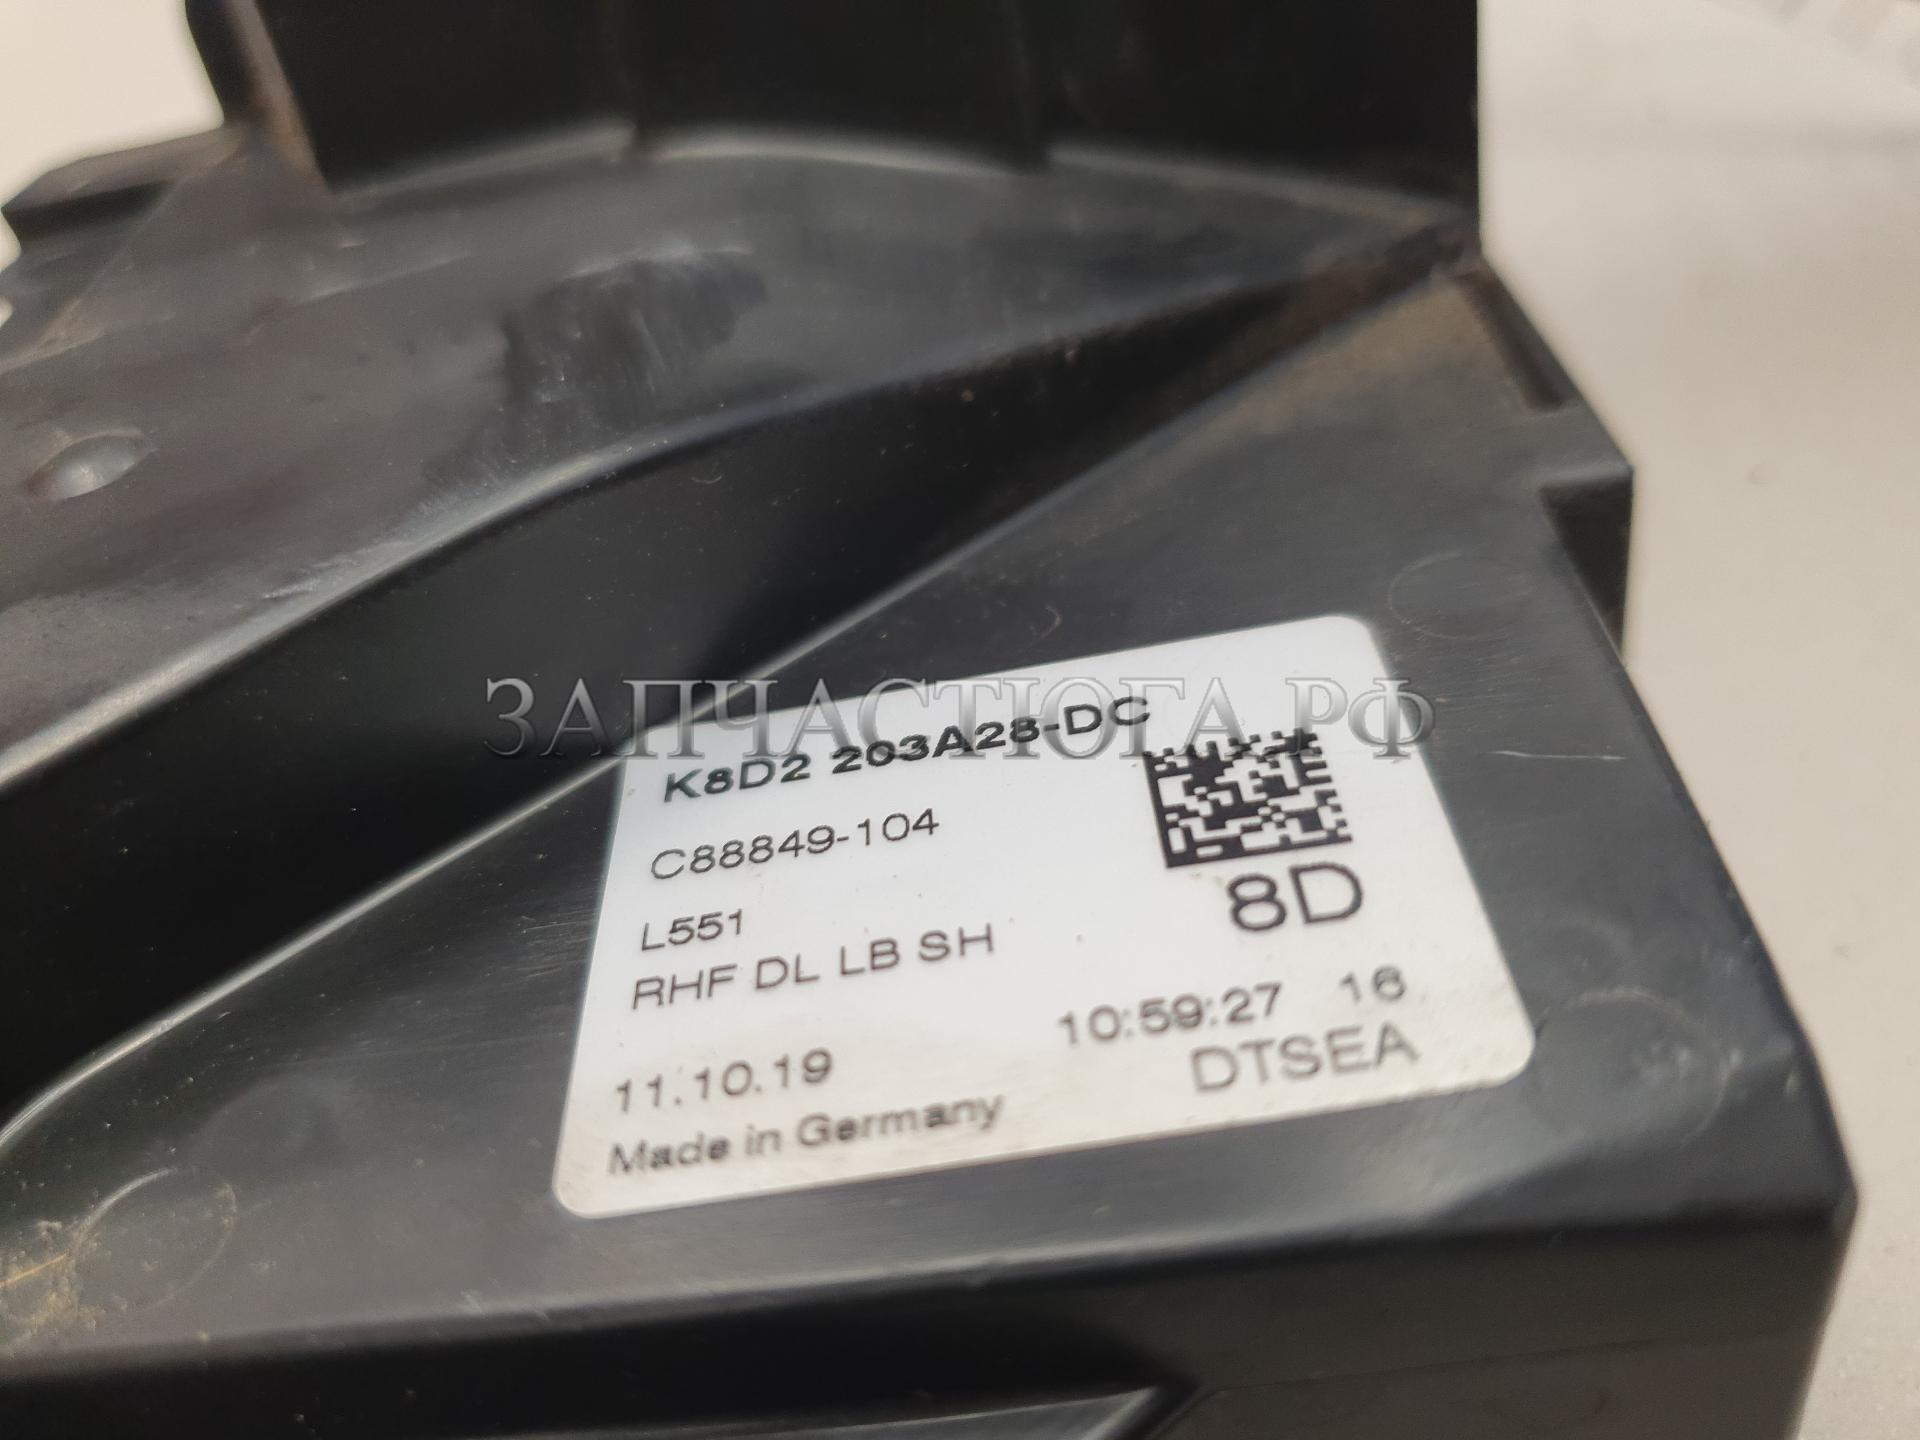 ЗАПЧАСТЮГА.РФ
K8D2 203A28-DC
C88849-104
8D
L551
RHF DL LB SH
11.10.19 10:59:27 16
Made in Germany DTSEA